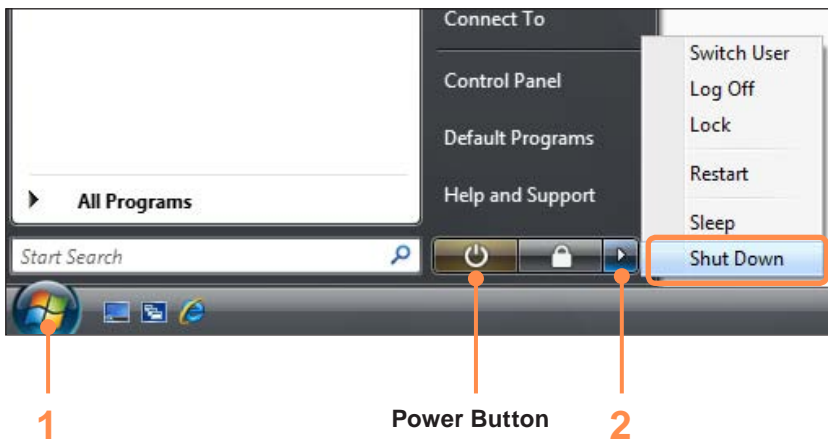 Connect To
Control Panel
Default Programs
Help and Support
All Programs
Start Search
Switch User
Log Off
Lock
Restart
Sleep
Shut Down
1
Power Button
2